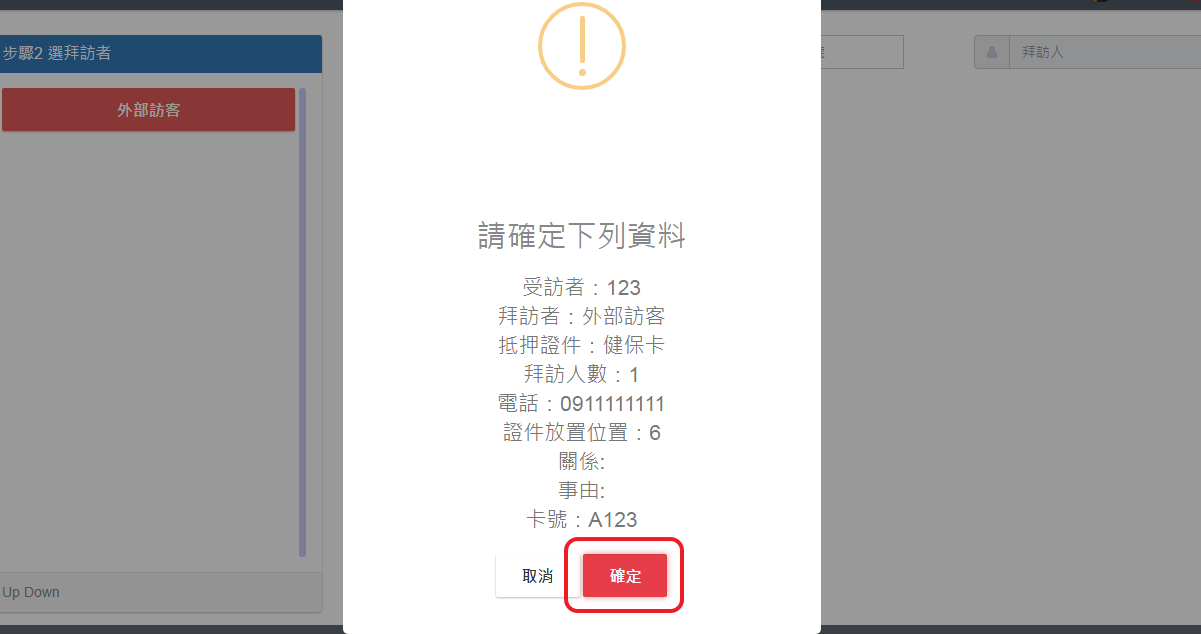 步驟2 選拜訪者
外部訪客
拜訪人
請確定下列資料
受訪者：123
拜訪者：外部訪客
抵押證件：健保卡
拜訪人數：1
電話：0911111111
證件放置位置：6
關係:
事由:
卡號：A123
取消
確定
Up Down